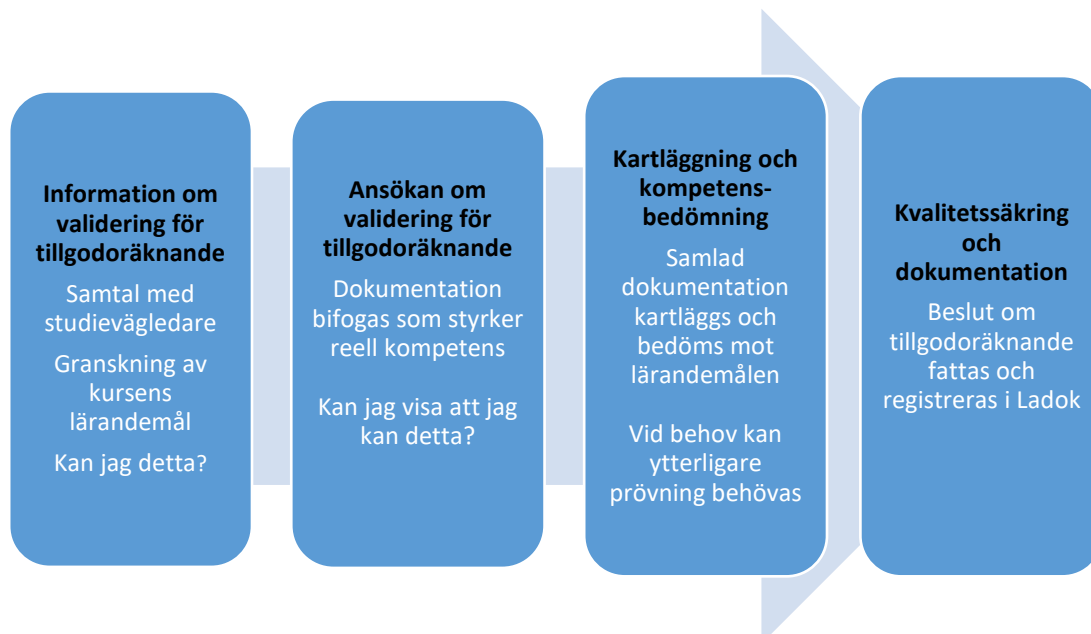 Information om
validering för
tillgodoräknande
Samtal med
studievägledare
Granskning av
kursens
lärandemål
Kan jag detta?
Ansökan om
validering för
tillgodoräknande
Dokumentation
bifogas som styrker
reell kompetens
Kan jag visa att jag
kan detta?
Kartläggning och
kompetens-
bedömning
Samlad
dokumentation
kartläggs och
bedöms mot
lärandemålen
Vid behov kan
ytterligare
prövning behövas
Kvalitetssäkring
och
dokumentation
Beslut om
tillgodoräknande
fattas och
registreras i Ladok